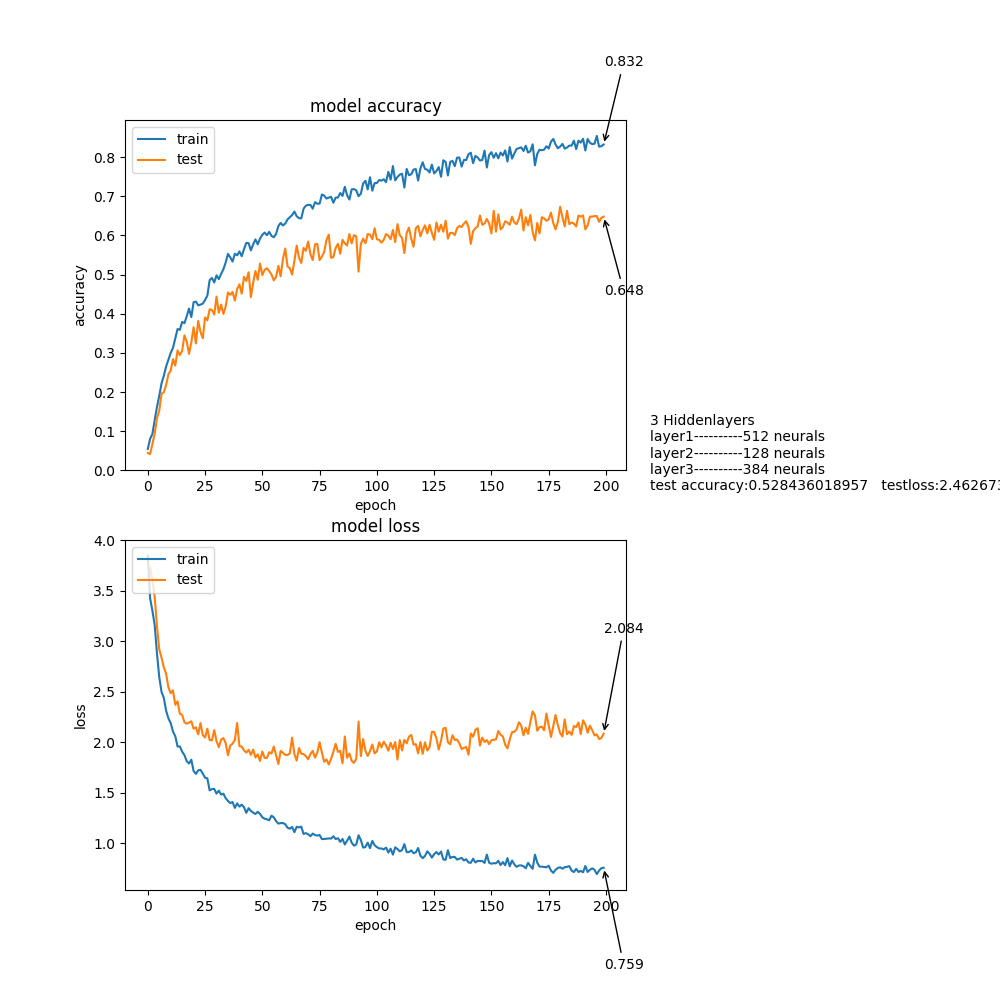 0.832
model accuracy
train
test
0.8
0.7
0.6
0.5
0.4
0.3
0.2
0.1
0.0
accuracy
0.648
0 25 50 75 100 125 150 175 200
epoch
3 Hiddenlayers
layer1----------512 neurals
layer2----------128 neurals
layer3----------384 neurals
test accuracy:0.528436018957 testloss:2.462673
model loss
train
test
4.0
3.5
3.0
2.5
2.0
1.5
1.0
loss
2.084
0 25 50 75 100 125 150 175 200
epoch
0.759